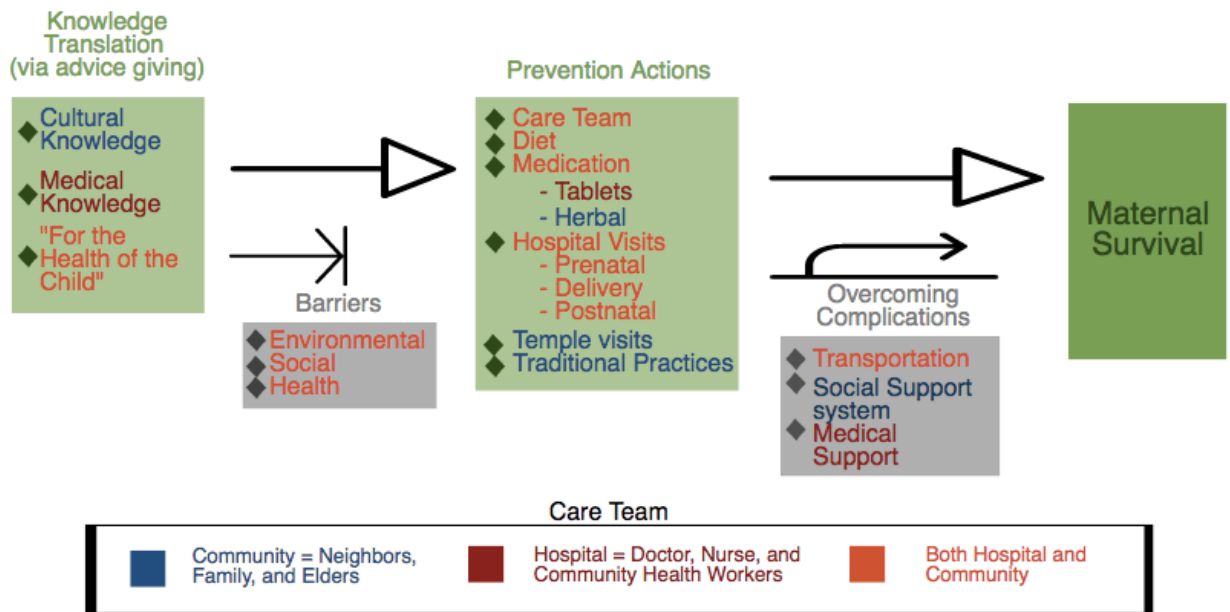 Knowledge
Translation
(via advice giving)
Cultural
Knowledge
Medical
Knowledge
"For the
Health of the
Child"
Barriers
Environmental
Social
Health
Prevention Actions
Care Team
Diet
Medication
- Tablets
- Herbal
Hospital Visits
- Prenatal
- Delivery
- Postnatal
Temple visits
Traditional Practices
Overcoming
Complications
Transportation
Social Support
system
Medical
Support
Maternal
Survival
Care Team
Community = Neighbors,
Family, and Elders
Hospital = Doctor, Nurse, and
Community Health Workers
Both Hospital and
Community